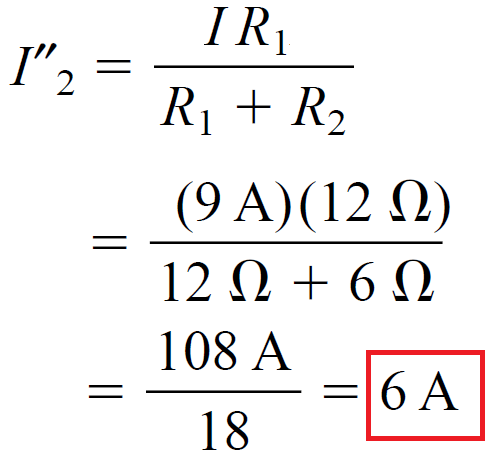 I″₂ = I R₁ / R₁ + R₂
= (9 A)(12 Ω) / 12 Ω + 6 Ω
= 108 A / 18 = 6 A